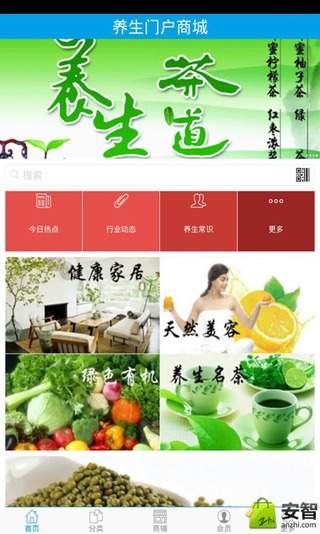 养生门户商城
养生
茶道
蜜柚子茶 绿 茶
蜜柠檬茶 红枣浓浆
搜索
今日热点
行业动态
养生常识
更多
健康家居
天然美容
绿色有机
养生名茶
首页
分类
商铺
会员
更多
安智
anzhi.com